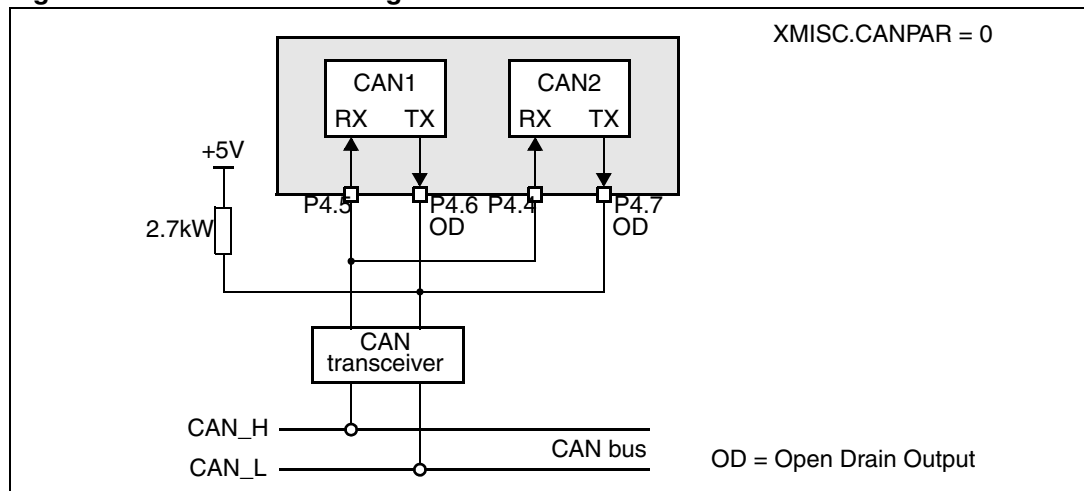 XMISC.CANPAR = 0
CAN1
CAN2
RX TX
RX TX
+5V
P4.5
P4.6
P4.4
P4.7
OD
OD
2.7kW
CAN
transceiver
CAN_H
CAN bus
CAN_L
OD = Open Drain Output